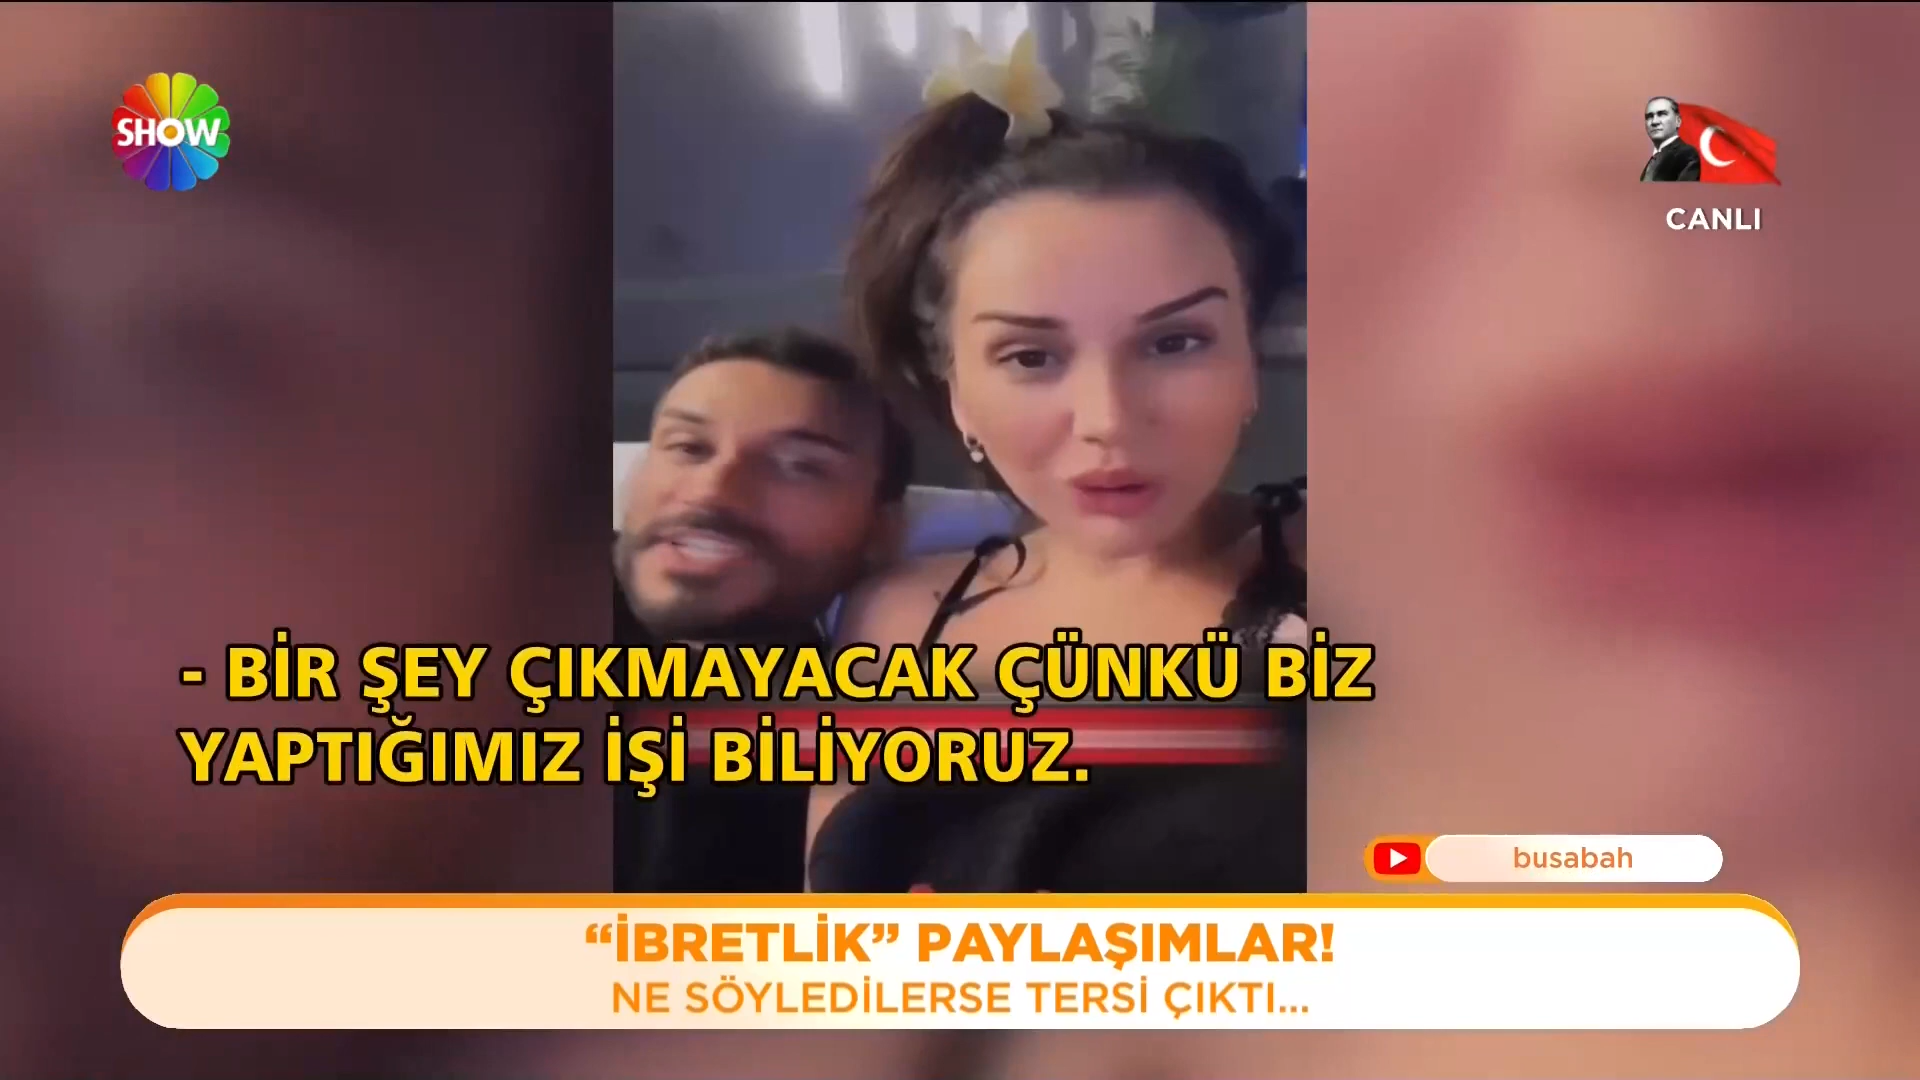 SHOW
CANLI
- BİR ŞEY ÇIKMAYACAK ÇÜNKÜ BİZ
YAPTIĞIMIZ İŞİ BİLİYORUZ.
busabah
“İBRETLİK” PAYLAŞIMLAR!
NE SÖYLEDİLERSE TERSİ ÇIKTI...